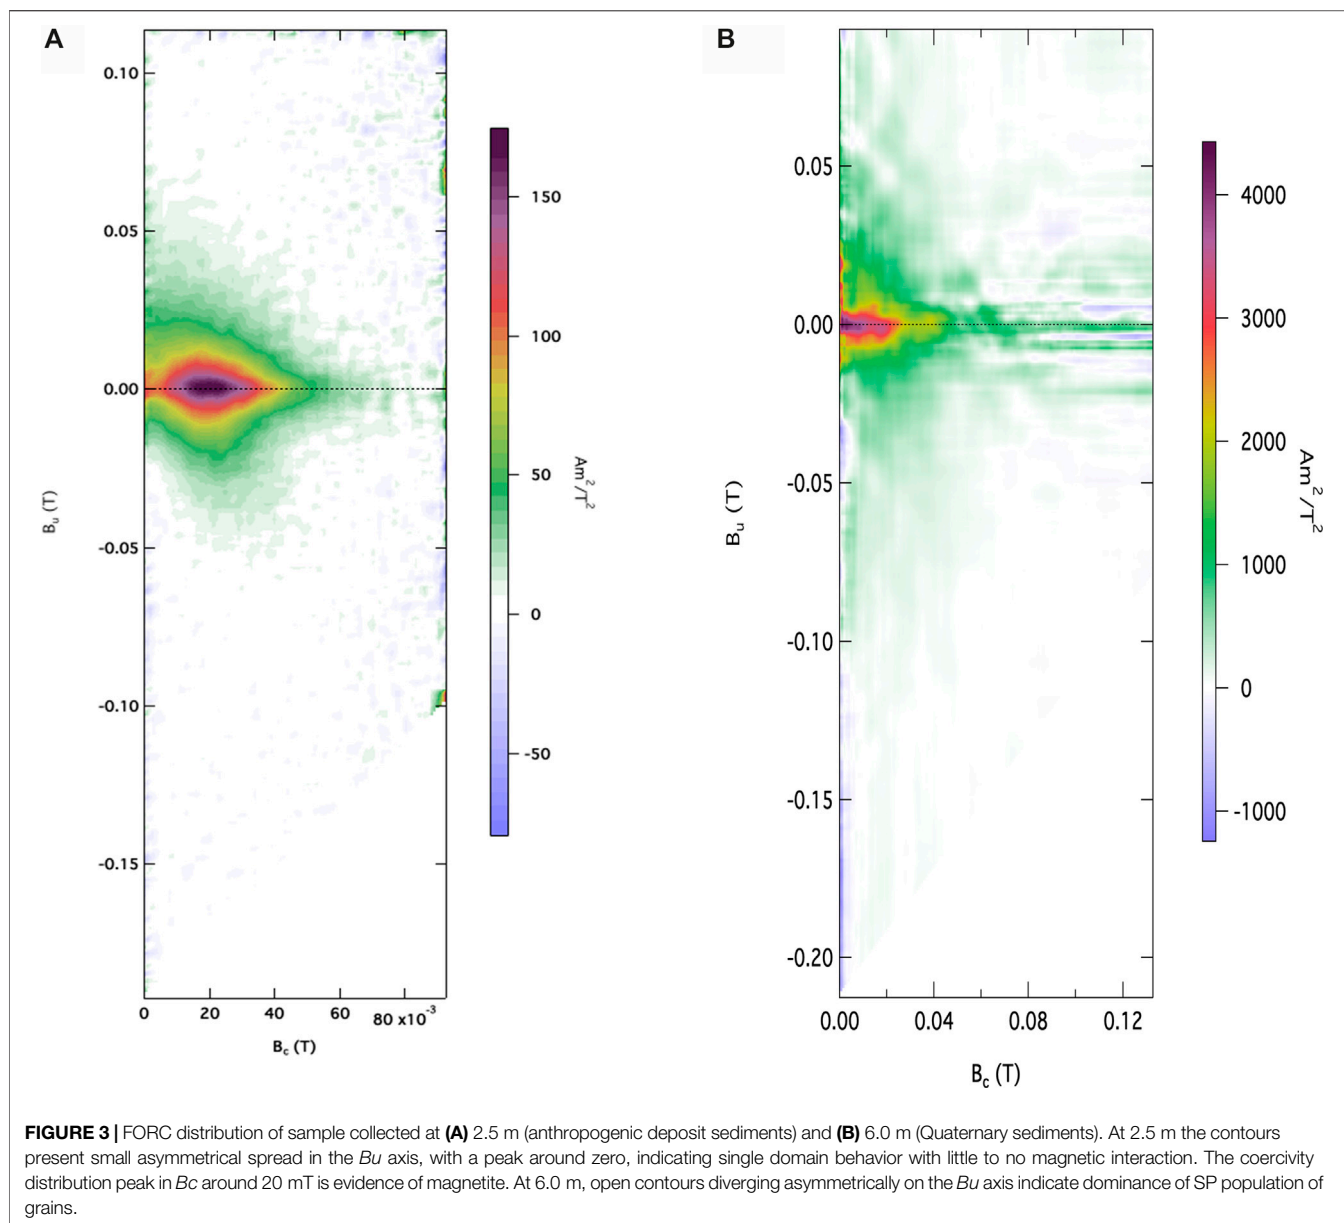 A
0.10
0.05
0.00
-0.05
-0.10
-0.15
B_u (T)
0
20
40
60
80 x10^-3
B_c (T)
150
100
50
0
-50
Am^2/T^2
B
0.05
0.00
-0.05
-0.10
-0.15
-0.20
B_u (T)
0.00
0.04
0.08
0.12
B_c (T)
4000
3000
2000
1000
0
-1000
Am^2/T^2
FIGURE 3 | FORC distribution of sample collected at (A) 2.5 m (anthropogenic deposit sediments) and (B) 6.0 m (Quaternary sediments). At 2.5 m the contours
present small asymmetrical spread in the Bu axis, with a peak around zero, indicating single domain behavior with little to no magnetic interaction. The coercivity
distribution peak in Bc around 20 mT is evidence of magnetite. At 6.0 m, open contours diverging asymmetrically on the Bu axis indicate dominance of SP population of
grains.